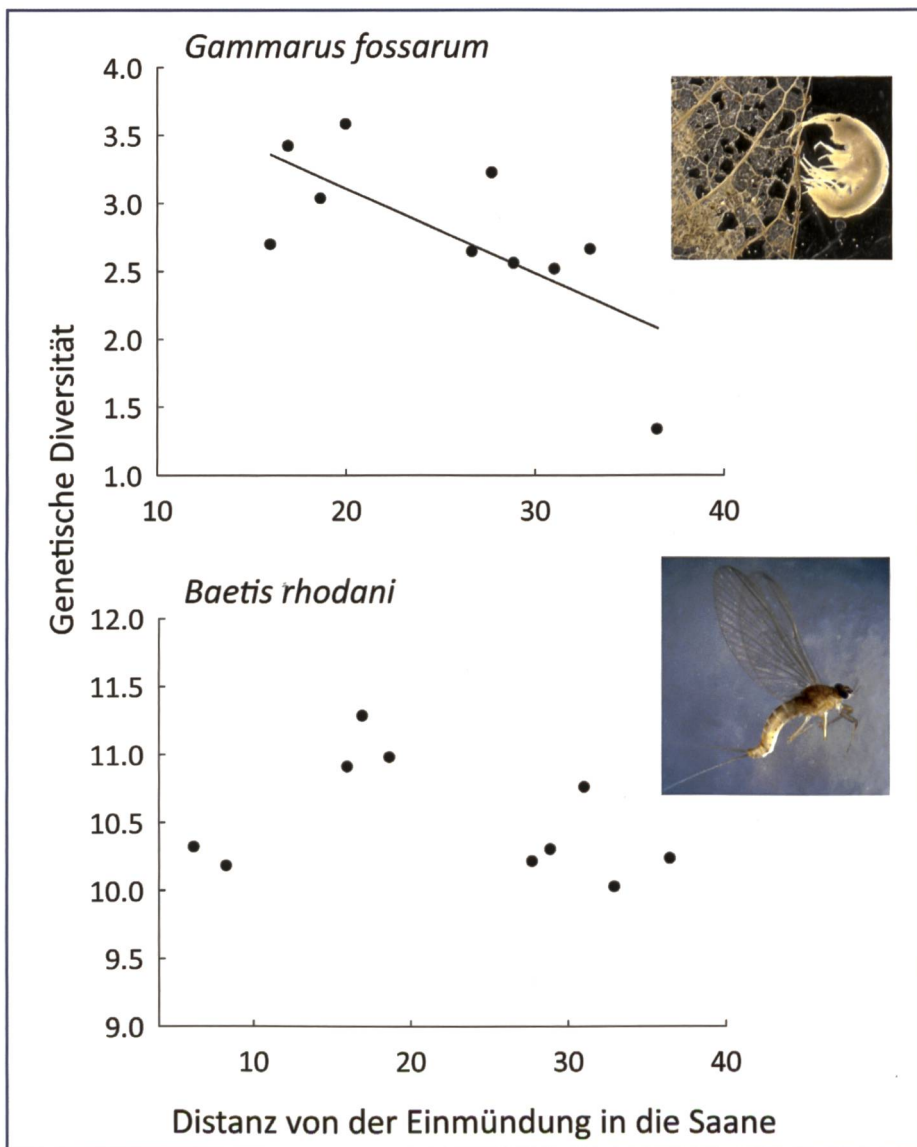 Gammarus fossarum
4.0
3.5
3.0
2.5
2.0
1.5
1.0
10 20 30 40
Genetische Diversität
Baetis rhodani
12.0
11.5
11.0
10.5
10.0
9.5
9.0
10 20 30 40
Distanz von der Einmündung in die Saane